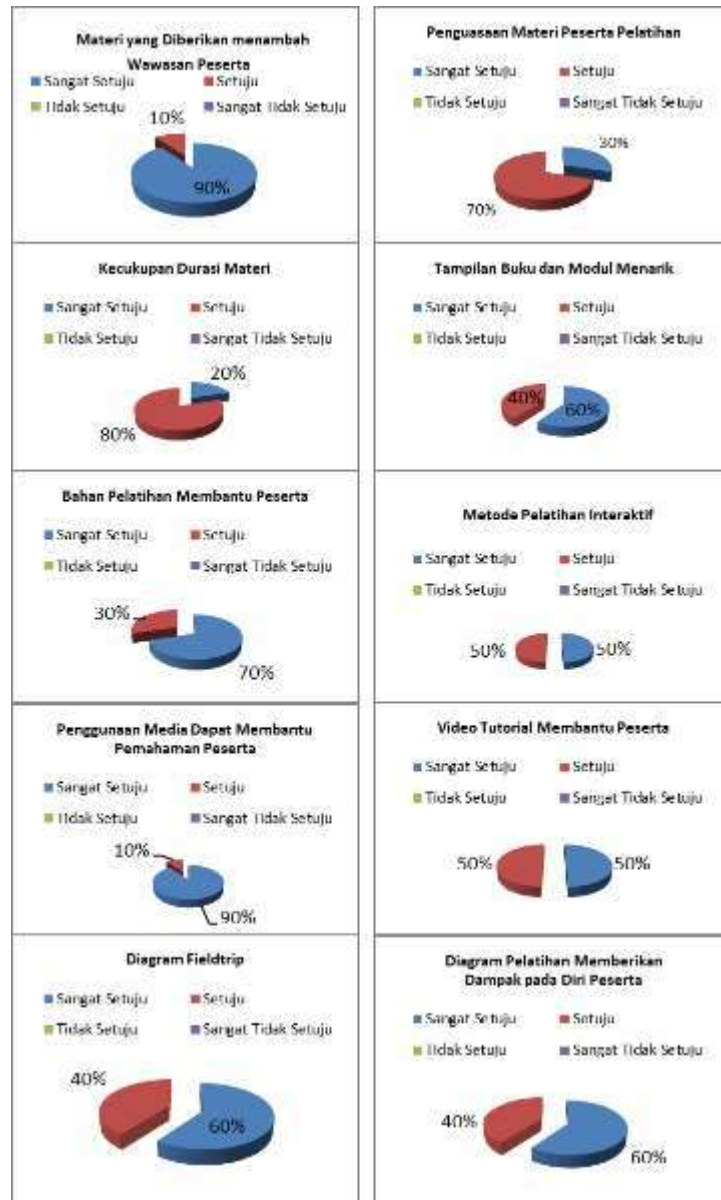 Materi yang Diberikan menambah
Wawasan Peserta
Sangat Setuju Setuju
Tidak Setuju Sangat Tidak Setuju
10%
90%
Penguasaan Materi Peserta Pelatihan
Sangat Setuju Setuju
Tidak Setuju Sangat Tidak Setuju
30%
70%
Kecukupan Durasi Materi
Sangat Setuju Setuju
Tidak Setuju Sangat Tidak Setuju
20%
80%
Tampilan Buku dan Modul Menarik
Sangat Setuju Setuju
Tidak Setuju Sangat Tidak Setuju
40%
60%
Bahan Pelatihan Membantu Peserta
Sangat Setuju Setuju
Tidak Setuju Sangat Tidak Setuju
30%
70%
Metode Pelatihan Interaktif
Sangat Setuju Setuju
Tidak Setuju Sangat Tidak Setuju
50% 50%
Penggunaan Media Dapat Membantu
Pemahaman Peserta
Sangat Setuju Setuju
Tidak Setuju Sangat Tidak Setuju
10%
90%
Video Tutorial Membantu Peserta
Sangat Setuju Setuju
Tidak Setuju Sangat Tidak Setuju
50% 50%
Diagram Fieldtrip
Sangat Setuju Setuju
Tidak Setuju Sangat Tidak Setuju
40%
60%
Diagram Pelatihan Memberikan
Dampak pada Diri Peserta
Sangat Setuju Setuju
Tidak Setuju Sangat Tidak Setuju
40%
60%